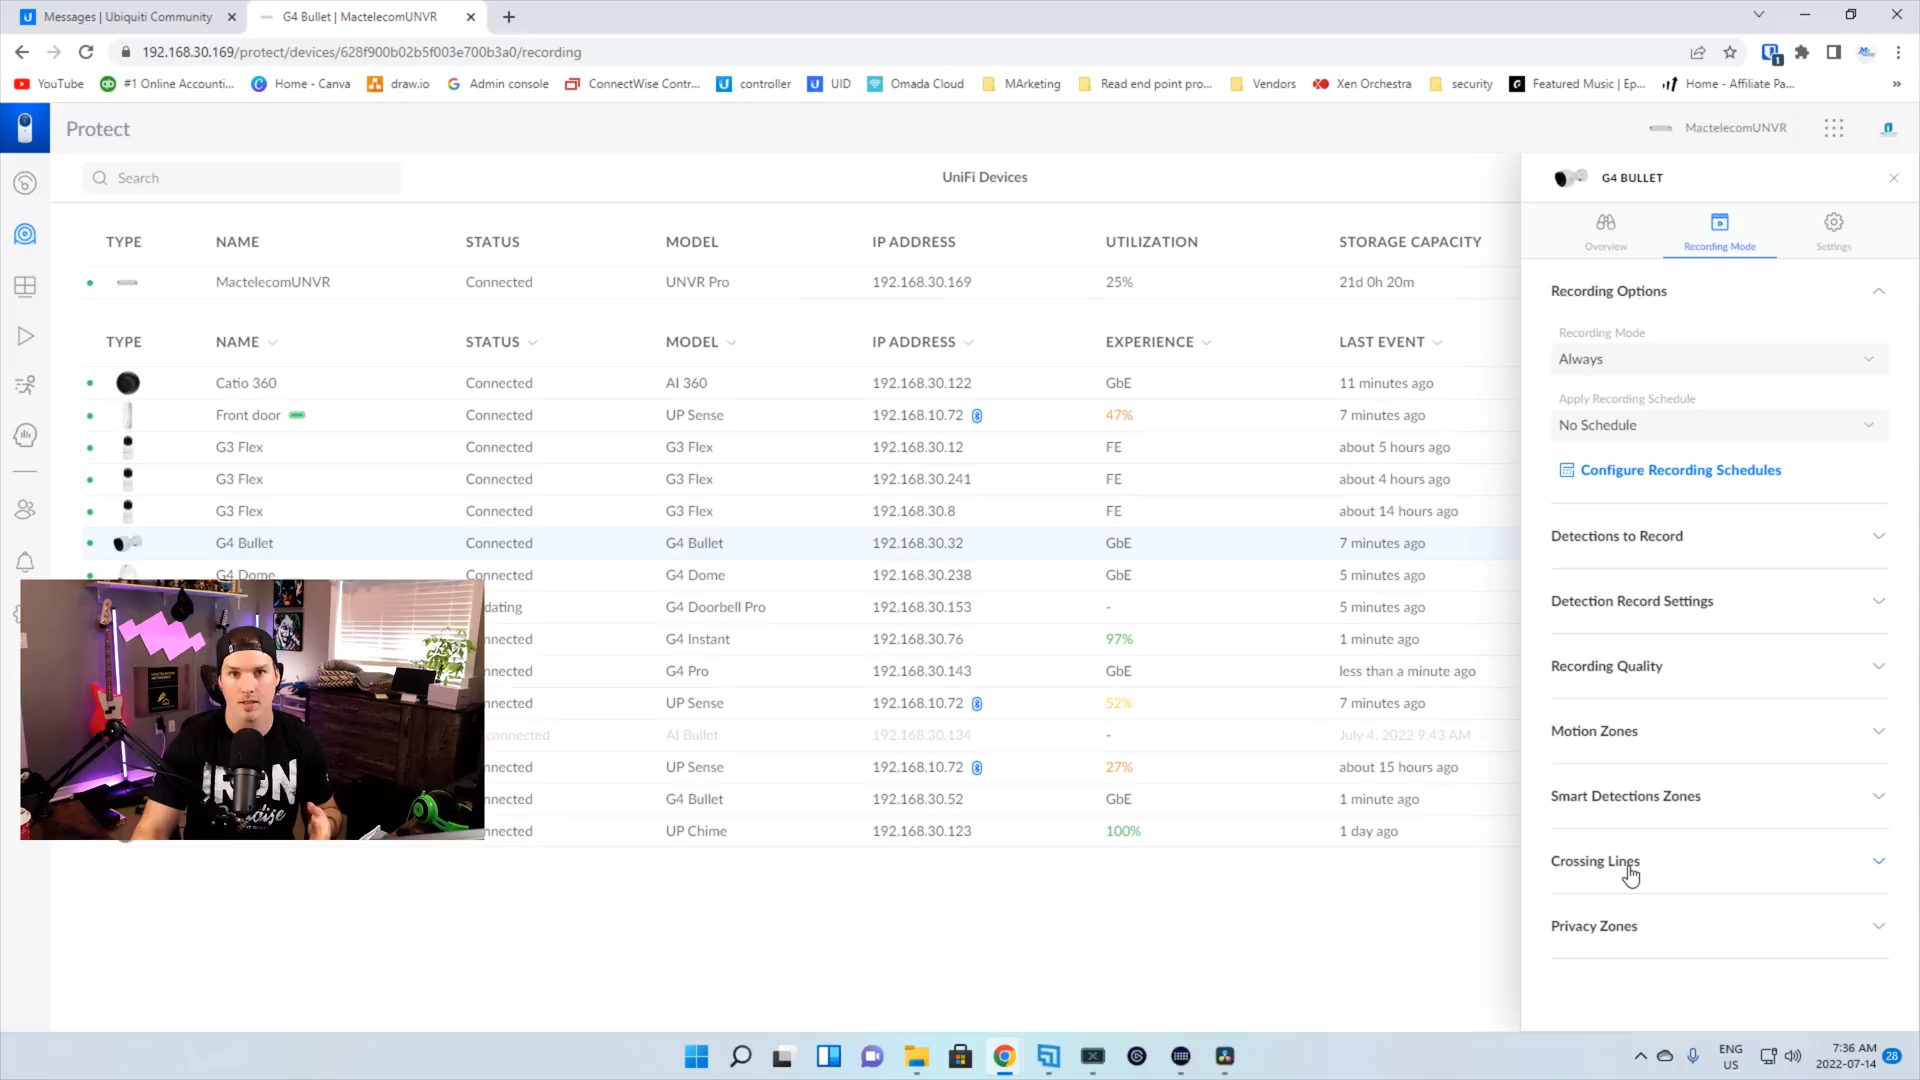 Messages | Ubiquiti Community
G4 Bullet | MactelecomUNVR
192.168.30.169/protect/devices/628f900b02b5f003e700b3a0/recording
1
YouTube #1 Online Accounti... Home - Canva draw.io Admin console ConnectWise Contr... controller UID Omada Cloud MArketing Read end point pro... Vendors Xen Orchestra security Featured Music | Ep... Home - Affiliate Pa... »
Protect
MactelecomUNVR
Search
UniFi Devices
TYPE NAME STATUS MODEL IP ADDRESS UTILIZATION STORAGE CAPACITY
MactelecomUNVR Connected UNVR Pro 192.168.30.169 25% 21d 0h 20m
TYPE NAME STATUS MODEL IP ADDRESS EXPERIENCE LAST EVENT
Catio 360 Connected AI 360 192.168.30.122 GbE 11 minutes ago
Front door Connected UP Sense 192.168.10.72 47% 7 minutes ago
G3 Flex Connected G3 Flex 192.168.30.12 FE about 5 hours ago
G3 Flex Connected G3 Flex 192.168.30.241 FE about 4 hours ago
G3 Flex Connected G3 Flex 192.168.30.8 FE about 14 hours ago
G4 Bullet Connected G4 Bullet 192.168.30.32 GbE 7 minutes ago
G4 Dome Connected G4 Dome 192.168.30.238 GbE 5 minutes ago
dating G4 Doorbell Pro 192.168.30.153 - 5 minutes ago
nnected G4 Instant 192.168.30.76 97% 1 minute ago
nnected G4 Pro 192.168.30.143 GbE less than a minute ago
nnected UP Sense 192.168.10.72 52% 7 minutes ago
connected AI Bullet 192.168.30.134 - July 4, 2022 9:43 AM
nnected UP Sense 192.168.10.72 27% about 15 hours ago
nnected G4 Bullet 192.168.30.52 GbE 1 minute ago
nnected UP Chime 192.168.30.123 100% 1 day ago
G4 BULLET
Overview Recording Mode Settings
Recording Options
Recording Mode
Always
Apply Recording Schedule
No Schedule
Configure Recording Schedules
Detections to Record
Detection Record Settings
Recording Quality
Motion Zones
Smart Detections Zones
Crossing Lines
Privacy Zones
ENG
US
7:36 AM
2022-07-14
28